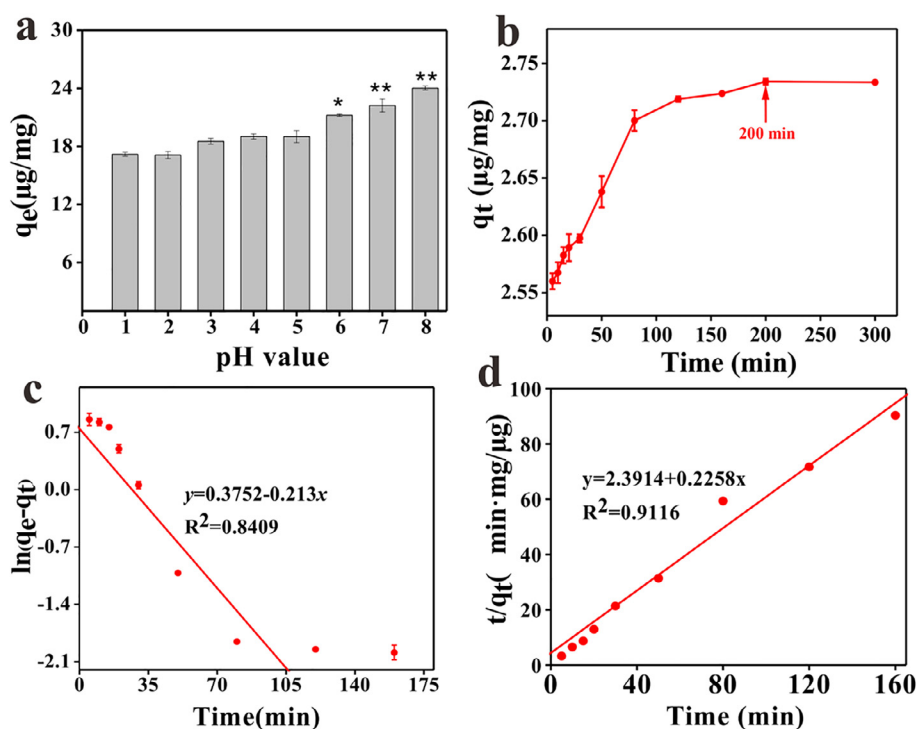 a
30
24
18
12
6
0
1 2 3 4 5 6 7 8
* ** **
qe(μg/mg)
pH value
b
2.75
2.70
2.65
2.60
2.55
0 50 100 150 200 250 300
200 min
qt (μg/mg)
Time (min)
c
0.7
0.0
-0.7
-1.4
-2.1
0 35 70 105 140 175
y=0.3752-0.213x
R²=0.8409
ln(qe-qt)
Time(min)
d
100
80
60
40
20
0
0 40 80 120 160
y=2.3914+0.2258x
R²=0.9116
t/qt( min·mg/μg)
Time (min)